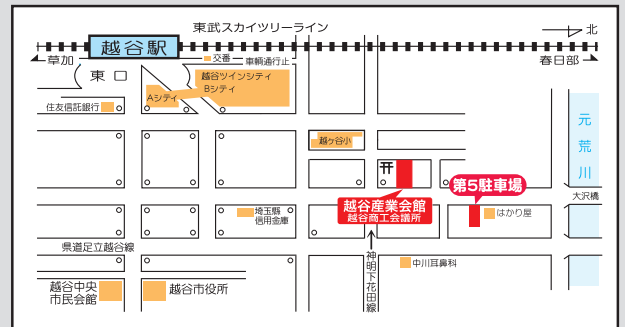 東武スカイツリーライン
北
越谷駅
草加
春日部
交番
車輌通行止
東口
越谷ツインシティ
Bシティ
Aシティ
住友信託銀行
元荒川
越ヶ谷小
第5駐車場
大沢橋
越谷産業会館
越谷商工会議所
埼玉縣
信用金庫
はかり屋
県道足立越谷線
神明下花田線
中川耳鼻科
越谷中央
市民会館
越谷市役所